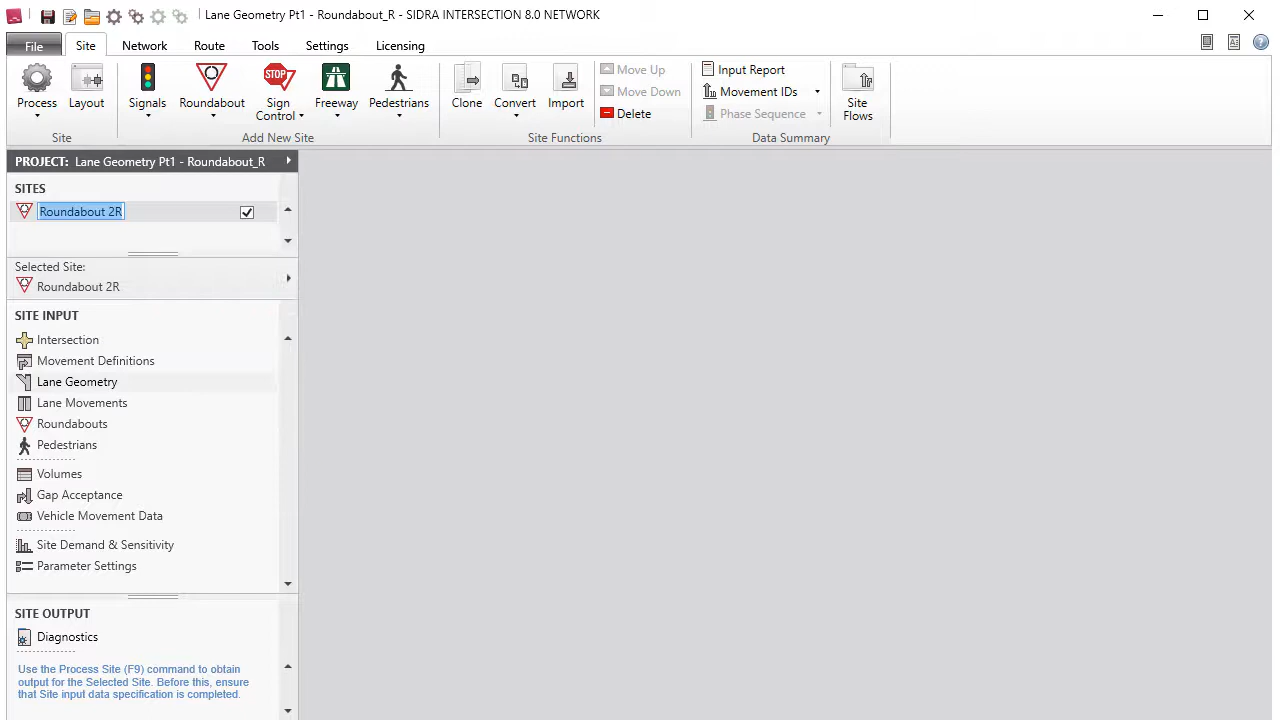 Lane Geometry Pt1 - Roundabout_R - SIDRA INTERSECTION 8.0 NETWORK
File Site Network Route Tools Settings Licensing
Process Layout Signals Roundabout Sign Control Freeway Pedestrians Clone Convert Import
STOP
Move Up
Move Down
Delete
Input Report
Movement IDs
Phase Sequence
Site Flows
Site Add New Site Site Functions Data Summary
PROJECT: Lane Geometry Pt1 - Roundabout_R
SITES
Roundabout 2R
Selected Site:
Roundabout 2R
SITE INPUT
Intersection
Movement Definitions
Lane Geometry
Lane Movements
Roundabouts
Pedestrians
Volumes
Gap Acceptance
Vehicle Movement Data
Site Demand & Sensitivity
Parameter Settings
SITE OUTPUT
Diagnostics
Use the Process Site (F9) command to obtain
output for the Selected Site. Before this, ensure
that Site input data specification is completed.